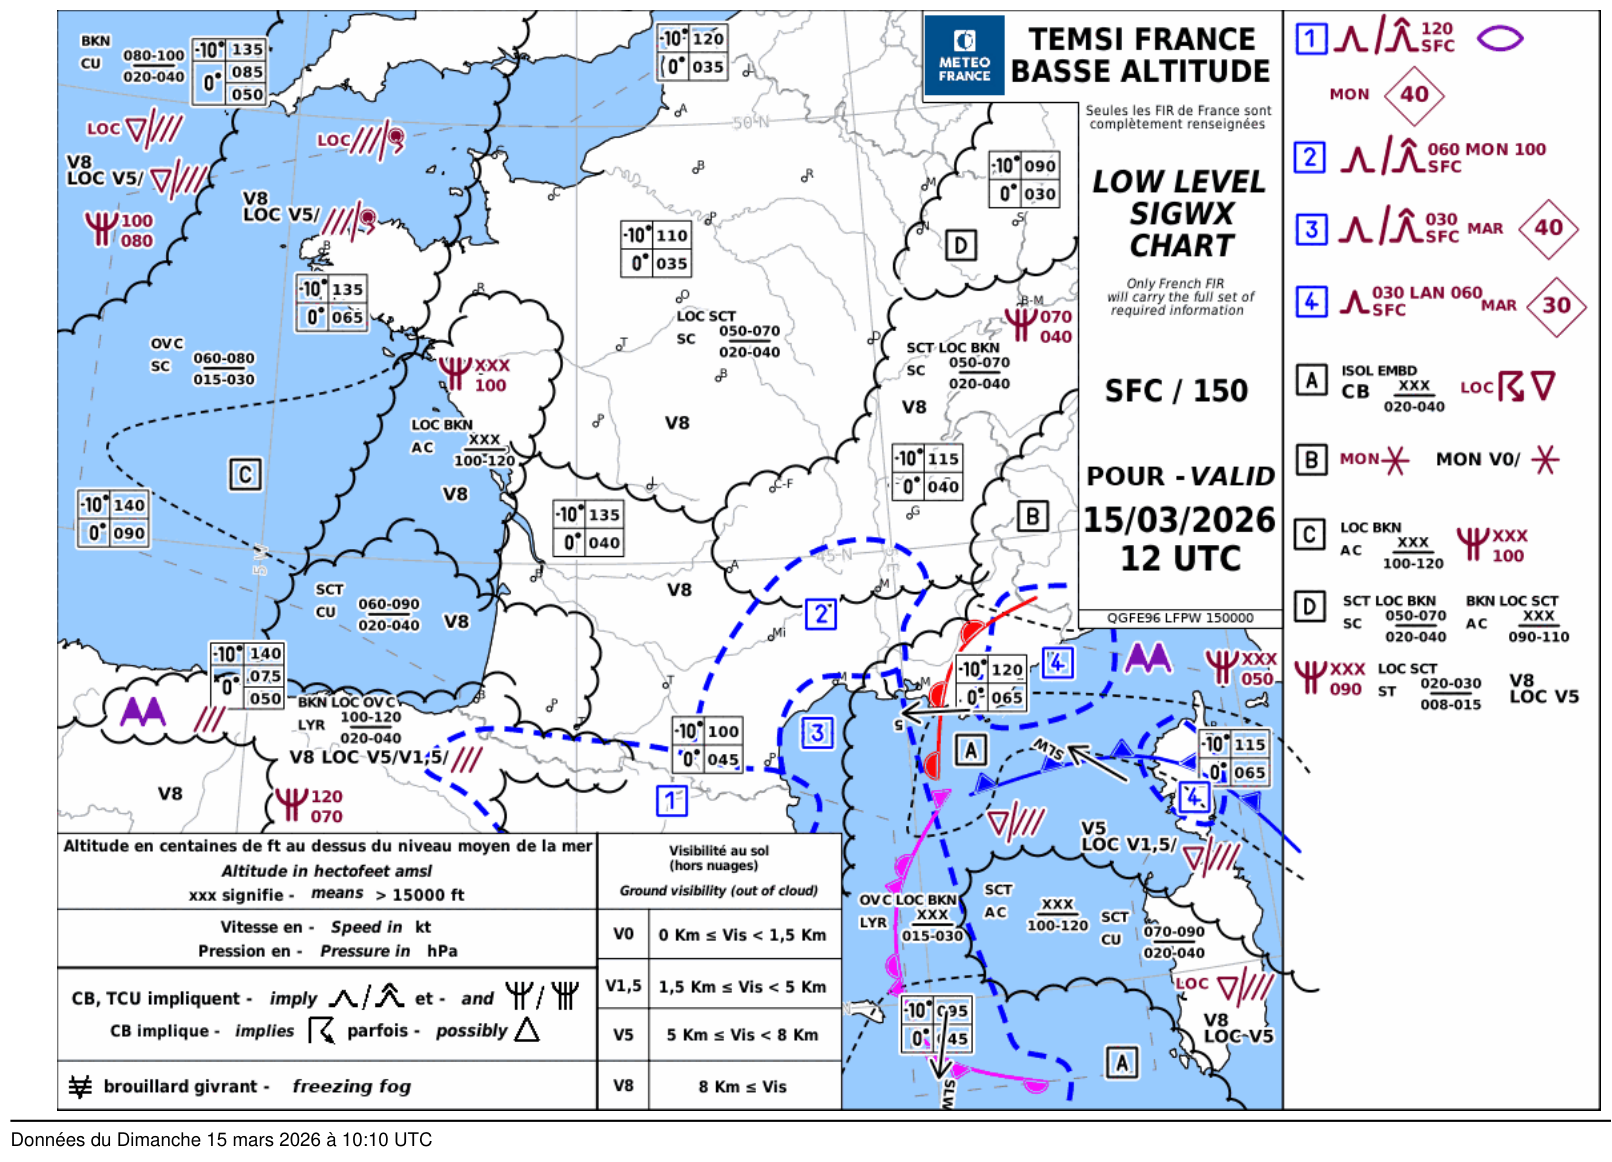 BKN
CU
080-100
020-040
-10° 135
0° 085
050
-10° 120
0° 035
METEO
FRANCE
TEMSI FRANCE
BASSE ALTITUDE
Seules les FIR de France sont
complètement renseignées
LOW LEVEL
SIGWX
CHART
Only French FIR
will carry the full set of
required information
SFC / 150
POUR - VALID
15/03/2026
12 UTC
QGFE96 LFPW 150000
LOC
V8
LOC V5/
100
080
LOC
V8
LOC V5/
50°N
-10° 090
0° 030
D
-10° 110
0° 035
-10° 135
0° 065
OVC
SC
060-080
015-030
XXX
100
LOC SCT
SC
050-070
020-040
B-M
070
040
SCT LOC BKN
SC
050-070
020-040
V8
V8
LOC BKN
AC
XXX
100-120
V8
C
-10° 140
0° 090
-10° 115
0° 040
B
-10° 135
0° 040
C-F
45°N
5°W
SCT
CU
060-090
020-040
V8
V8
2
Mi
4
-10° 120
0° 065
XXX
050
-10° 140
0° 075
050
BKN LOC OVC
LYR
100-120
020-040
V8 LOC V5/V1,5/
V8
120
070
-10° 100
0° 045
3
1
S
A
SLW
-10° 115
0° 065
4
V5
LOC V1,5/
OVC LOC BKN
LYR
XXX
015-030
SCT
AC
XXX
100-120
SCT
CU
070-090
020-040
LOC
V8
LOC V5
-10° 095
0° 045
SLW
A
Altitude en centaines de ft au dessus du niveau moyen de la mer
Altitude in hectofeet amsl
xxx signifie - means > 15000 ft
Vitesse en - Speed in kt
Pression en - Pressure in hPa
CB, TCU impliquent - imply / et - and /
CB implique - implies parfois - possibly
brouillard givrant - freezing fog
Visibilité au sol
(hors nuages)
Ground visibility (out of cloud)
V0 0 Km ≤ Vis < 1,5 Km
V1,5 1,5 Km ≤ Vis < 5 Km
V5 5 Km ≤ Vis < 8 Km
V8 8 Km ≤ Vis
1 / 120
SFC
MON 40
2 / 060 MON 100
SFC
3 / 030
SFC MAR 40
4 030 LAN 060
SFC MAR 30
A ISOL EMBD
CB XXX
020-040
LOC
B MON MON V0/
C LOC BKN
AC XXX
100-120
XXX
100
D SCT LOC BKN
SC 050-070
020-040
BKN LOC SCT
AC XXX
090-110
XXX
090
LOC SCT
ST 020-030
008-015
V8
LOC V5
Données du Dimanche 15 mars 2026 à 10:10 UTC